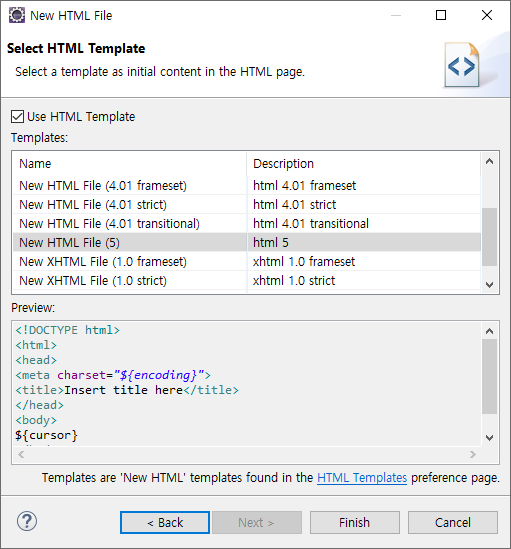 New HTML File
Select HTML Template
Select a template as initial content in the HTML page.
Use HTML Template
Templates:
Name Description
New HTML File (4.01 frameset) html 4.01 frameset
New HTML File (4.01 strict) html 4.01 strict
New HTML File (4.01 transitional) html 4.01 transitional
New HTML File (5) html 5
New XHTML File (1.0 frameset) xhtml 1.0 frameset
New XHTML File (1.0 strict) xhtml 1.0 strict
Preview:
<!DOCTYPE html>
<html>
<head>
<meta charset="${encoding}">
<title>Insert title here</title>
</head>
<body>
${cursor}
Templates are 'New HTML' templates found in the HTML Templates preference page.
? < Back Next > Finish Cancel